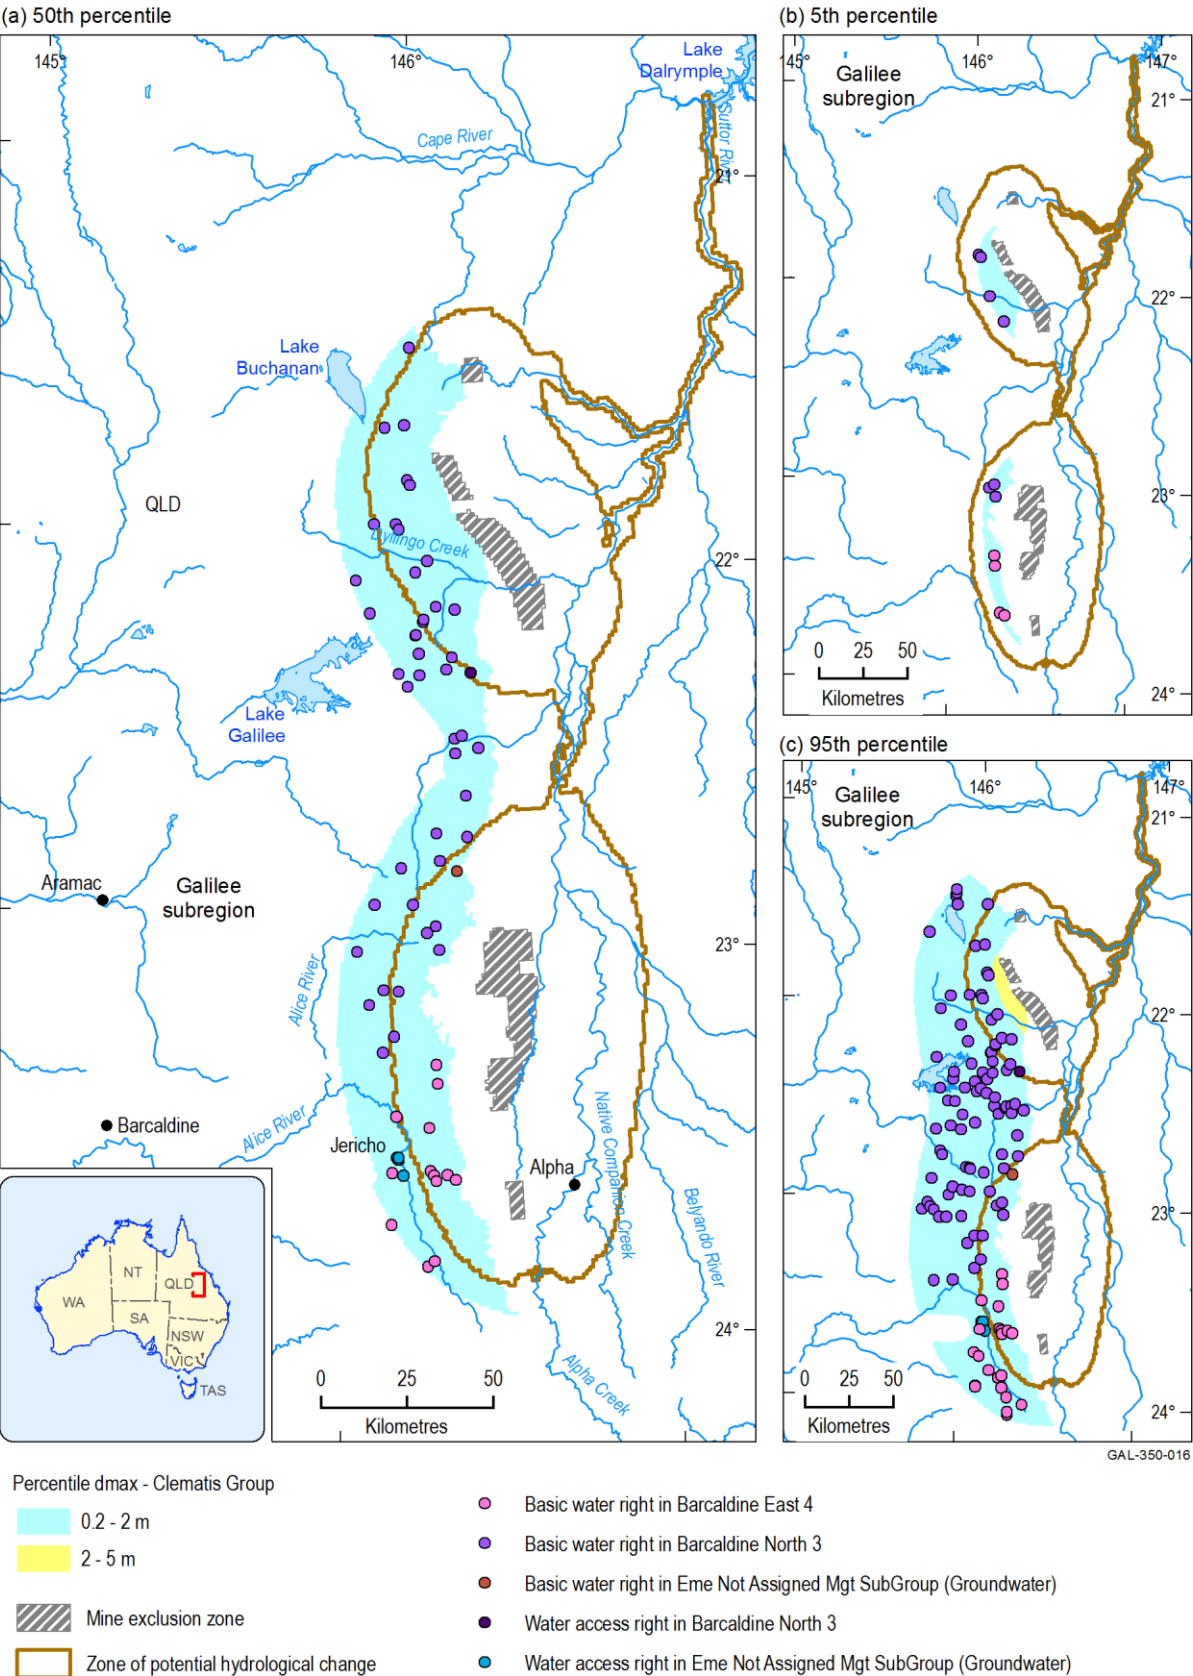 (a) 50th percentile
145°
146°
Lake
Dalrymple
Suttor River
Cape River
21°
Lake
Buchanan
QLD
Dyllingo Creek
22°
Lake
Galilee
Aramac
Galilee
subregion
23°
Alice River
Alice River
Barcaldine
Jericho
Alpha
Native Companion Creek
Belyando River
24°
Alpha Creek
0 25 50
Kilometres
NT
QLD
WA
SA
NSW
VIC
TAS
(b) 5th percentile
145°
146°
147°
Galilee
subregion
21°
22°
23°
0 25 50
Kilometres
24°
(c) 95th percentile
145°
146°
147°
Galilee
subregion
21°
22°
23°
0 25 50
Kilometres
24°
GAL-350-016
Percentile dmax - Clematis Group
0.2 - 2 m
2 - 5 m
Mine exclusion zone
Zone of potential hydrological change
Basic water right in Barcaldine East 4
Basic water right in Barcaldine North 3
Basic water right in Eme Not Assigned Mgt SubGroup (Groundwater)
Water access right in Barcaldine North 3
Water access right in Eme Not Assigned Mgt SubGroup (Groundwater)